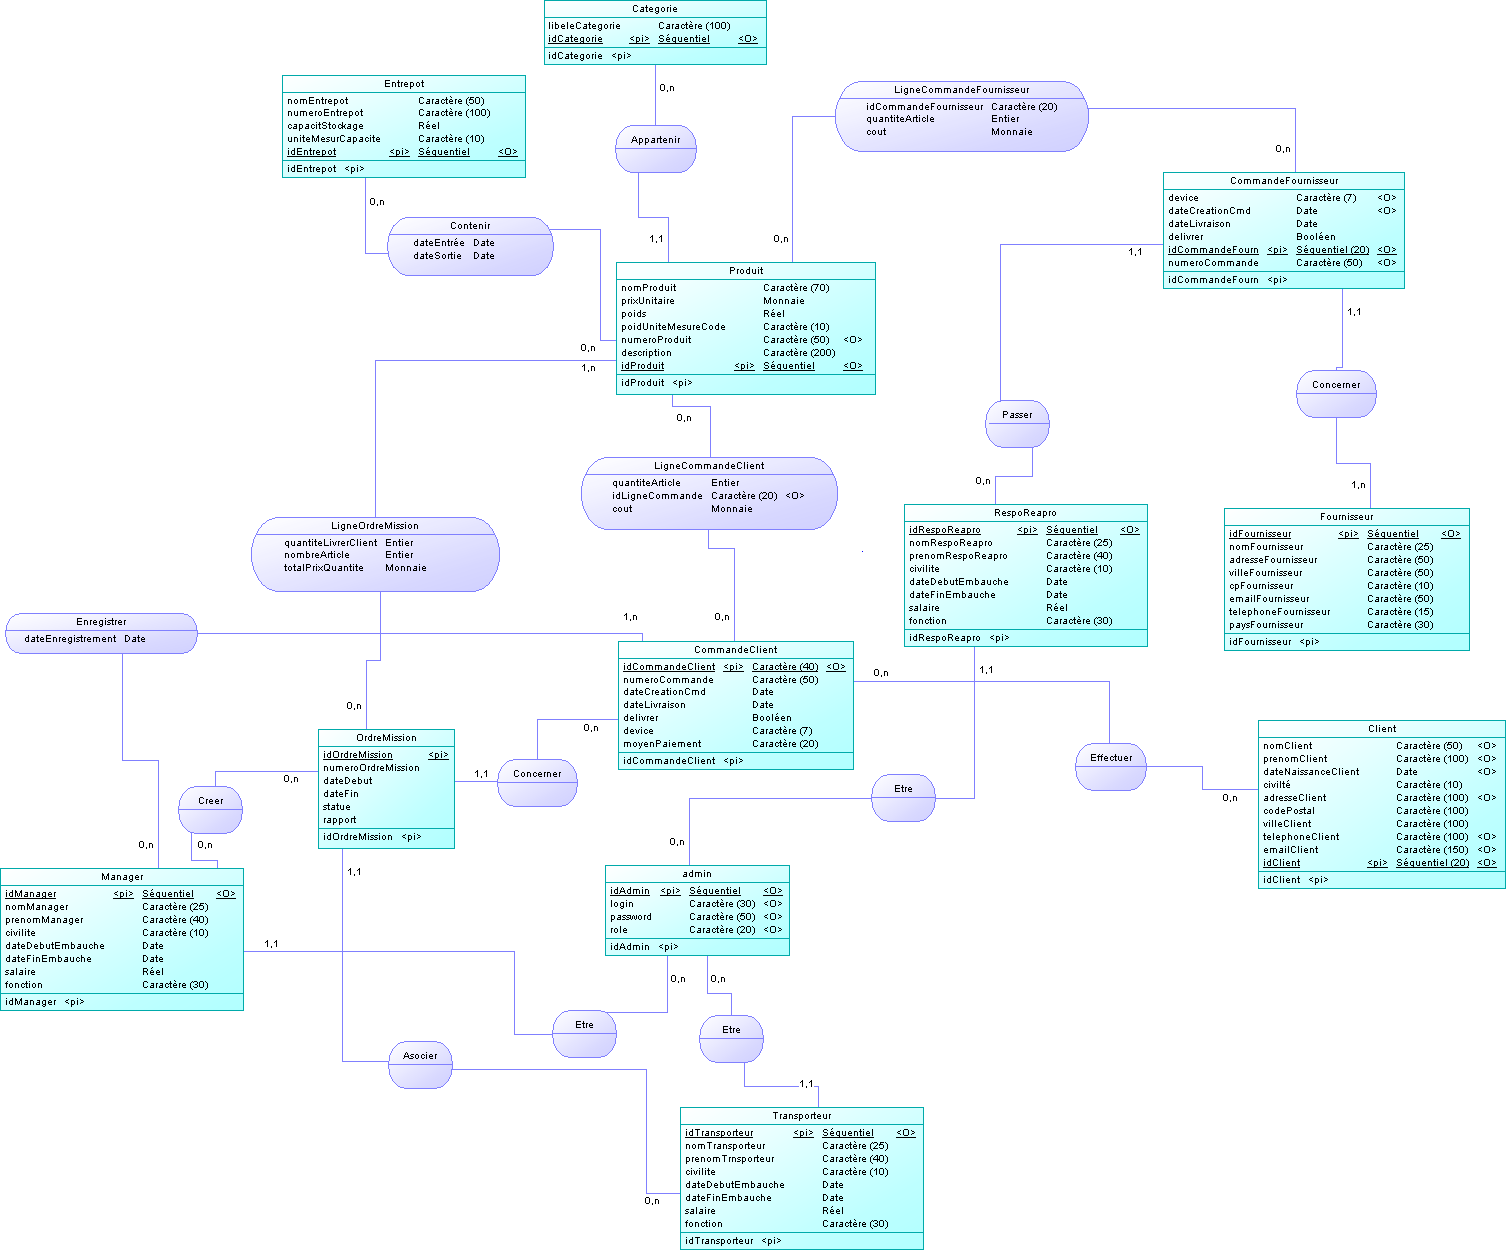 Categorie
libeleCategorie Caractère (100)
idCategorie <pi> Séquentiel <O>
idCategorie <pi>
0,n
Appartenir
1,1
Entrepot
nomEntrepot Caractère (50)
numeroEntrepot Caractère (100)
capacitStockage Réel
uniteMesurCapacite Caractère (10)
idEntrepot <pi> Séquentiel <O>
idEntrepot <pi>
0,n
Contenir
dateEntrée Date
dateSortie Date
0,n
LigneCommandeFournisseur
idCommandeFournisseur Caractère (20)
quantiteArticle Entier
cout Monnaie
0,n
0,n
CommandeFournisseur
device Caractère (7) <O>
dateCreationCmd Date <O>
dateLivraison Date
delivrer Booléen
idCommandeFourn <pi> Séquentiel (20) <O>
numeroCommande Caractère (50) <O>
idCommandeFourn <pi>
1,1
1,1
Produit
nomProduit Caractère (70)
prixUnitaire Monnaie
poids Réel
poidUniteMesureCode Caractère (10)
numeroProduit Caractère (50) <O>
description Caractère (200)
idProduit <pi> Séquentiel <O>
idProduit <pi>
1,n
0,n
Concerner
1,n
Passer
0,n
LigneCommandeClient
quantiteArticle Entier
idLigneCommande Caractère (20) <O>
cout Monnaie
0,n
LigneOrdreMission
quantiteLivrerClient Entier
nombreArticle Entier
totalPrixQuantite Monnaie
0,n
RespoReapro
idRespoReapro <pi> Séquentiel <O>
nomRespoReapro Caractère (25)
prenomRespoReapro Caractère (40)
civilite Caractère (10)
dateDebutEmbauche Date
dateFinEmbauche Date
salaire Réel
fonction Caractère (30)
idRespoReapro <pi>
1,1
Fournisseur
idFournisseur <pi> Séquentiel <O>
nomFournisseur Caractère (25)
adresseFournisseur Caractère (50)
villeFournisseur Caractère (50)
cpFournisseur Caractère (10)
emailFournisseur Caractère (50)
telephoneFournisseur Caractère (15)
paysFournisseur Caractère (30)
idFournisseur <pi>
Enregistrer
dateEnregistrement Date
1,n
0,n
CommandeClient
idCommandeClient <pi> Caractère (40) <O>
numeroCommande Caractère (50)
dateCreationCmd Date
dateLivraison Date
delivrer Booléen
device Caractère (7)
moyenPaiement Caractère (20)
idCommandeClient <pi>
0,n
0,n
OrdreMission
idOrdreMission <pi>
numeroOrdreMission
dateDebut
dateFin
statue
rapport
idOrdreMission <pi>
0,n
1,1
1,1
Concerner
Creer
0,n
Effectuer
0,n
Client
nomClient Caractère (50) <O>
prenomClient Caractère (100) <O>
dateNaissanceClient Date <O>
civilté Caractère (10)
adresseClient Caractère (100) <O>
codePostal Caractère (100)
villeClient Caractère (100)
telephoneClient Caractère (100) <O>
emailClient Caractère (150) <O>
idClient <pi> Séquentiel (20) <O>
idClient <pi>
Etre
0,n
Manager
idManager <pi> Séquentiel <O>
nomManager Caractère (25)
prenomManager Caractère (40)
civilite Caractère (10)
dateDebutEmbauche Date
dateFinEmbauche Date
salaire Réel
fonction Caractère (30)
idManager <pi>
1,1
admin
idAdmin <pi> Séquentiel <O>
login Caractère (30) <O>
password Caractère (50) <O>
role Caractère (20) <O>
idAdmin <pi>
0,n
0,n
Etre
Etre
1,1
Asocier
0,n
Transporteur
idTransporteur <pi> Séquentiel <O>
nomTransporteur Caractère (25)
prenomTrnsporteur Caractère (40)
civilite Caractère (10)
dateDebutEmbauche Date
dateFinEmbauche Date
salaire Réel
fonction Caractère (30)
idTransporteur <pi>